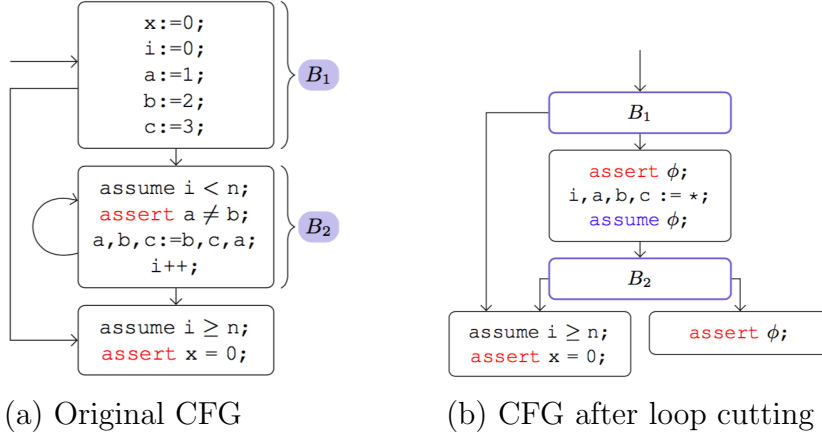 x:=0;
i:=0;
a:=1;
b:=2;
c:=3;
B1
assume i < n;
assert a ≠ b;
a,b,c:=b,c,a;
i++;
B2
assume i ≥ n;
assert x = 0;
(a) Original CFG
B1
assert ϕ;
i,a,b,c := *;
assume ϕ;
B2
assume i ≥ n;
assert x = 0;
assert ϕ;
(b) CFG after loop cutting